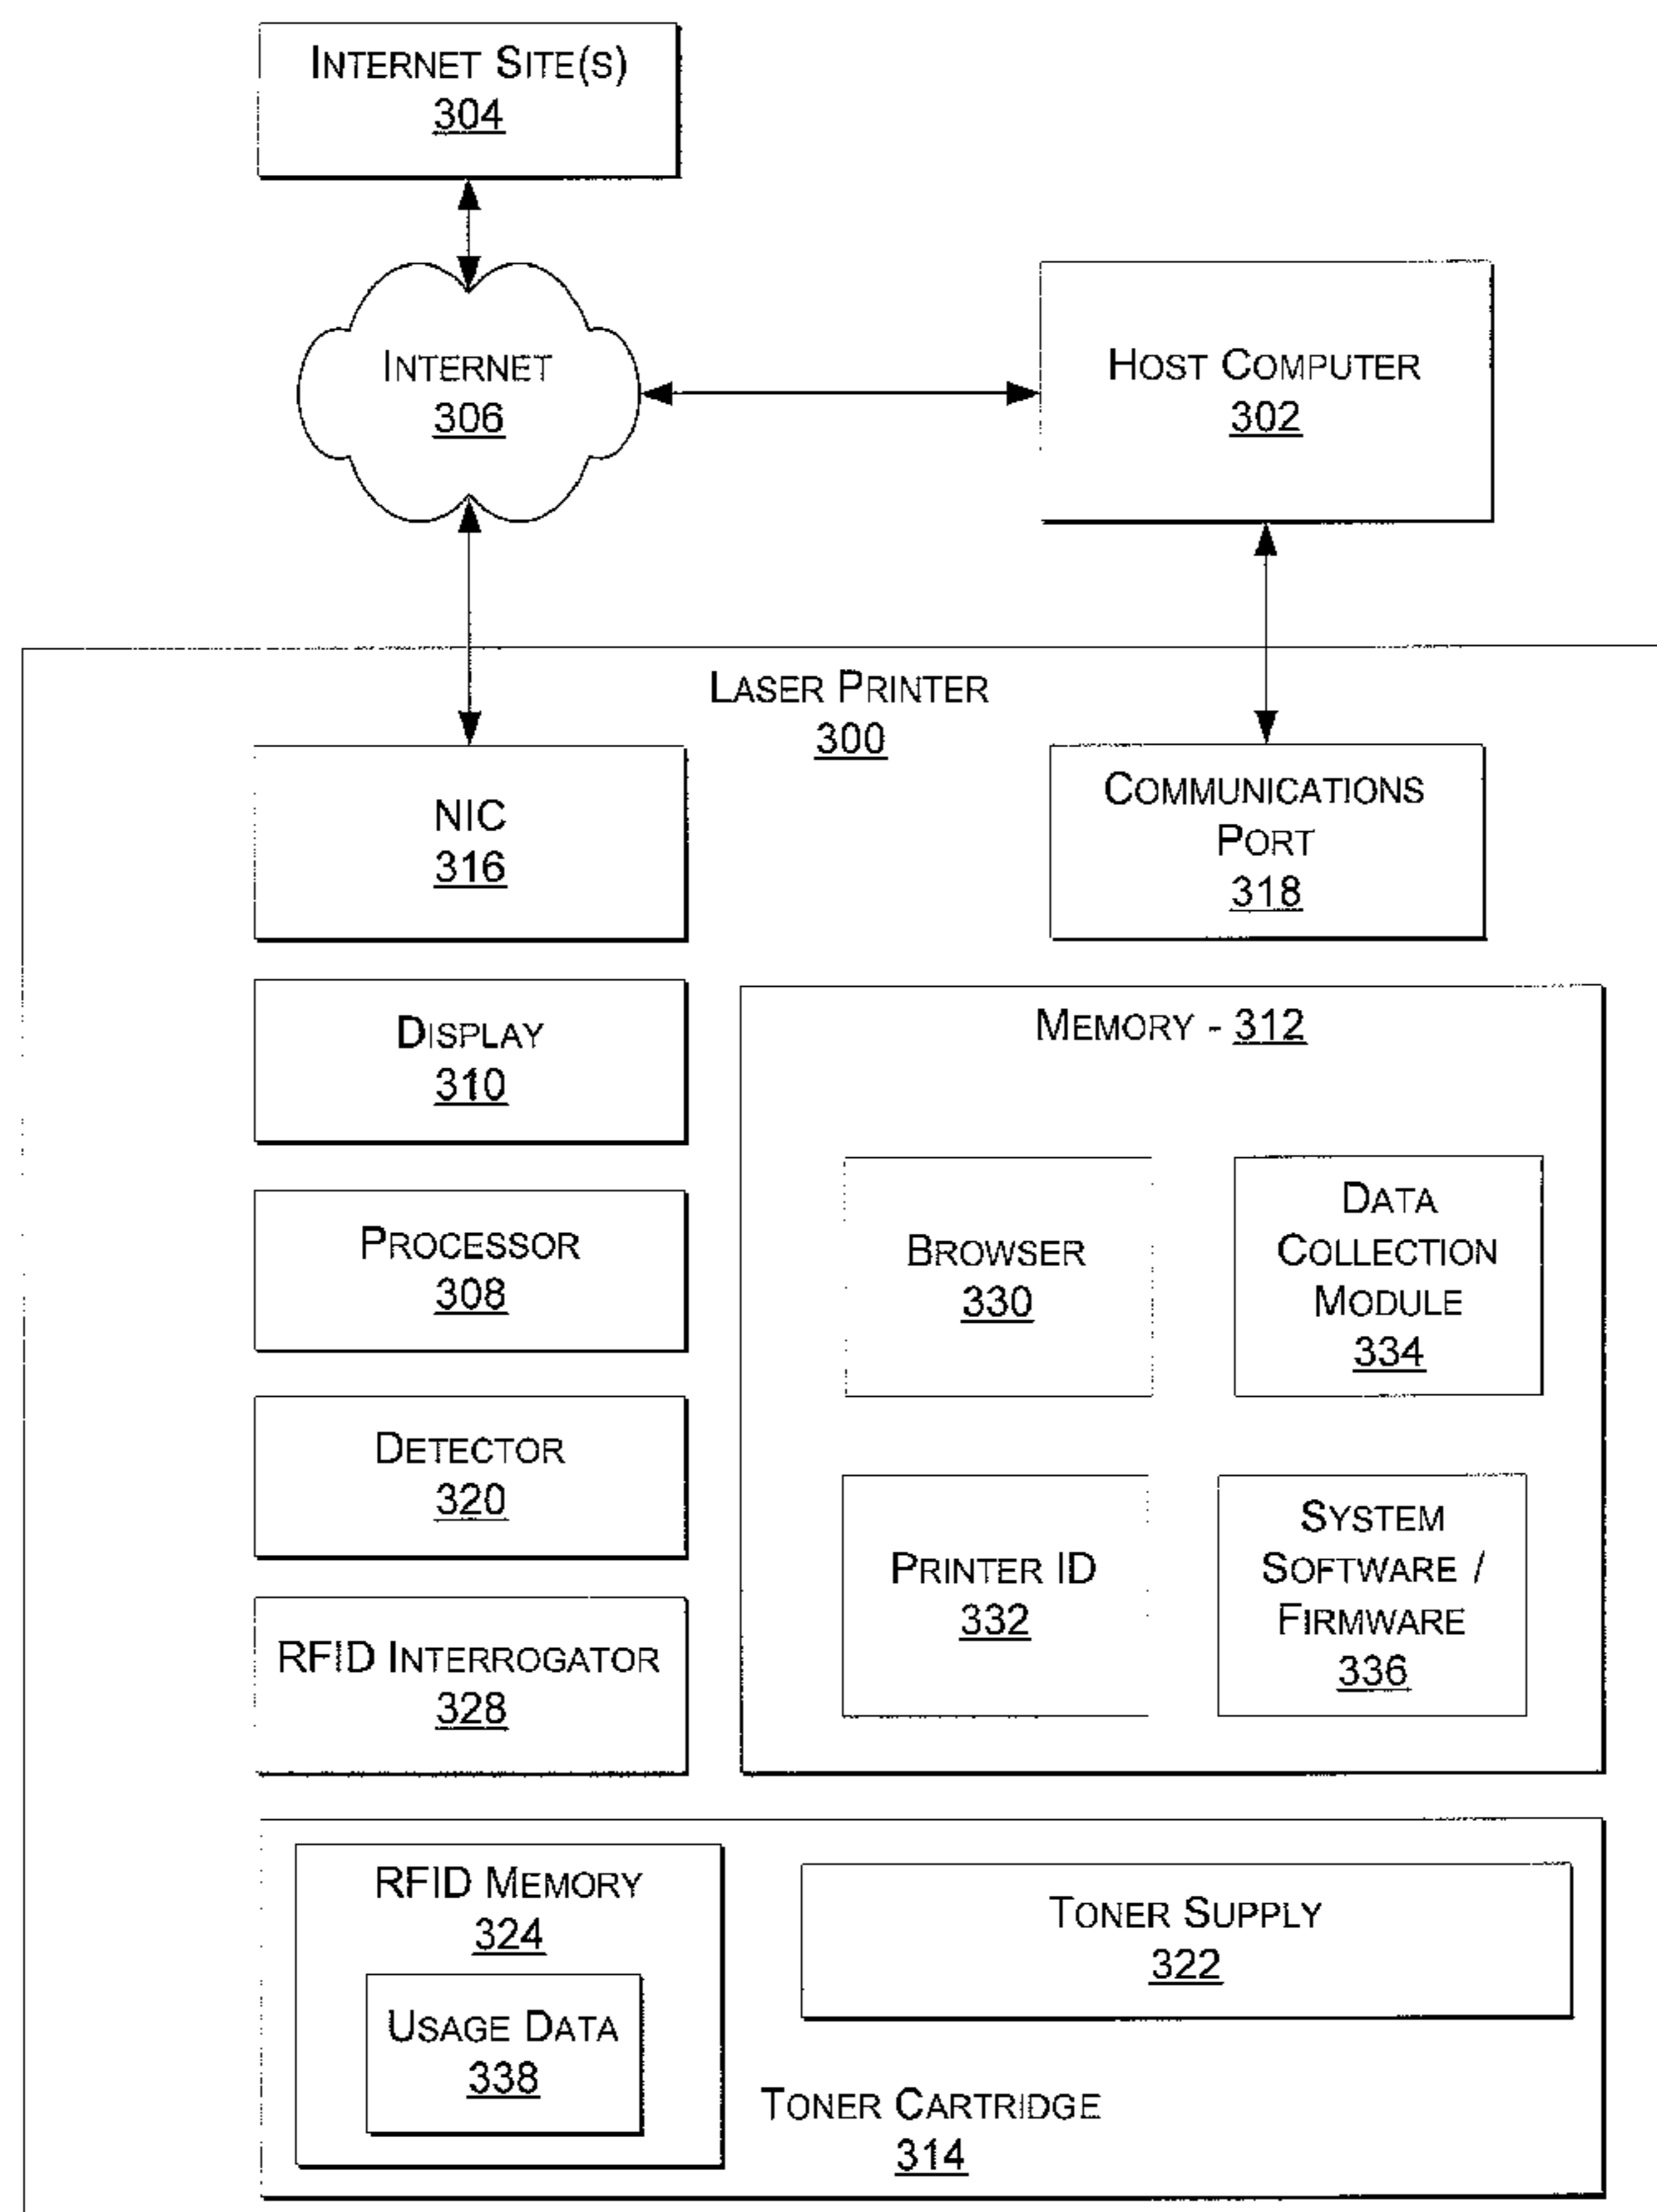 INTERNET SITE(S)
304
INTERNET
306
HOST COMPUTER
302
LASER PRINTER
300
NIC
316
COMMUNICATIONS
PORT
318
DISPLAY
310
MEMORY - 312
PROCESSOR
308
BROWSER
330
DATA
COLLECTION
MODULE
334
DETECTOR
320
PRINTER ID
332
SYSTEM
SOFTWARE /
FIRMWARE
336
RFID INTERROGATOR
328
RFID MEMORY
324
USAGE DATA
338
TONER SUPPLY
322
TONER CARTRIDGE
314